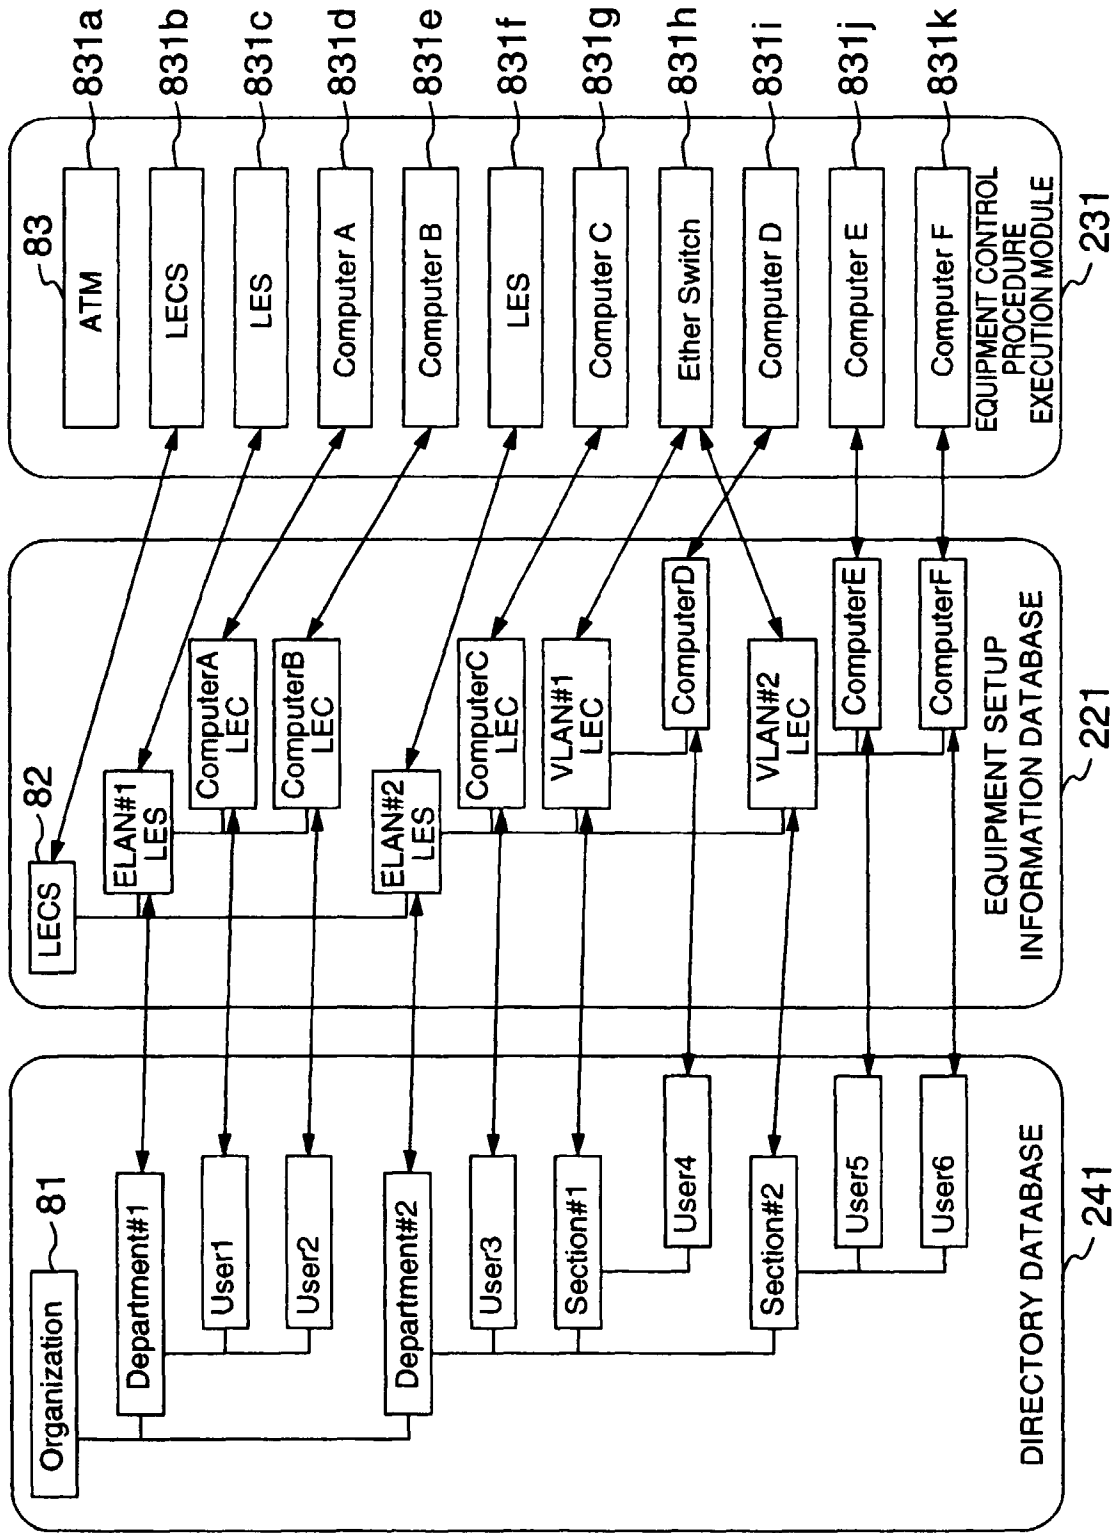 81
Organization
Department#1
User1
User2
Department#2
User3
Section#1
User4
Section#2
User5
User6
DIRECTORY DATABASE
241
82
LECS
ELAN#1
LES
ComputerA
LEC
ComputerB
LEC
ELAN#2
LES
ComputerC
LEC
VLAN#1
LEC
ComputerD
VLAN#2
LEC
ComputerE
ComputerF
EQUIPMENT SETUP
INFORMATION DATABASE
221
83
ATM
831a
LECS
831b
LES
831c
Computer A
831d
Computer B
831e
LES
831f
Computer C
831g
Ether Switch
831h
Computer D
831i
Computer E
831j
Computer F
831k
EQUIPMENT CONTROL
PROCEDURE
EXECUTION MODULE
231